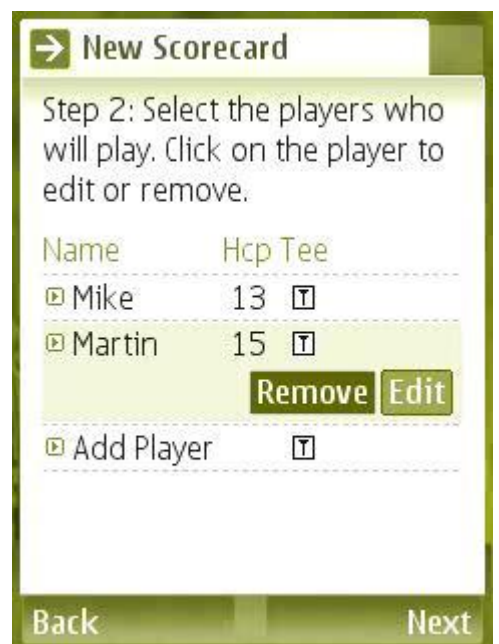 New Scorecard
Step 2: Select the players who
will play. Click on the player to
edit or remove.
Name Hcp Tee
Mike 13 T
Martin 15 T
Remove Edit
Add Player T
Back Next